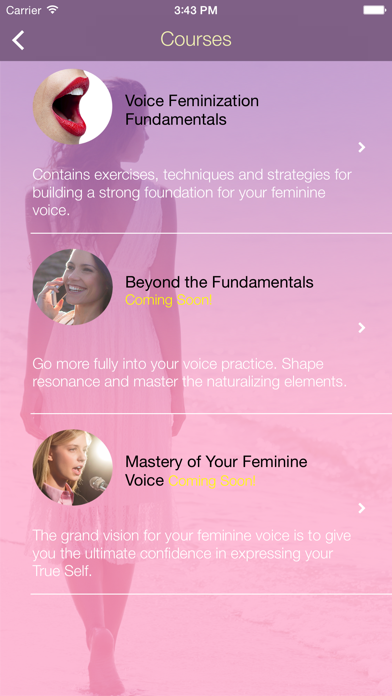 Carrier 3:43 PM
Courses
Voice Feminization
Fundamentals
Contains exercises, techniques and strategies for
building a strong foundation for your feminine
voice.
Beyond the Fundamentals
Coming Soon!
Go more fully into your voice practice. Shape
resonance and master the naturalizing elements.
Mastery of Your Feminine
Voice Coming Soon!
The grand vision for your feminine voice is to give
you the ultimate confidence in expressing your
True Self.